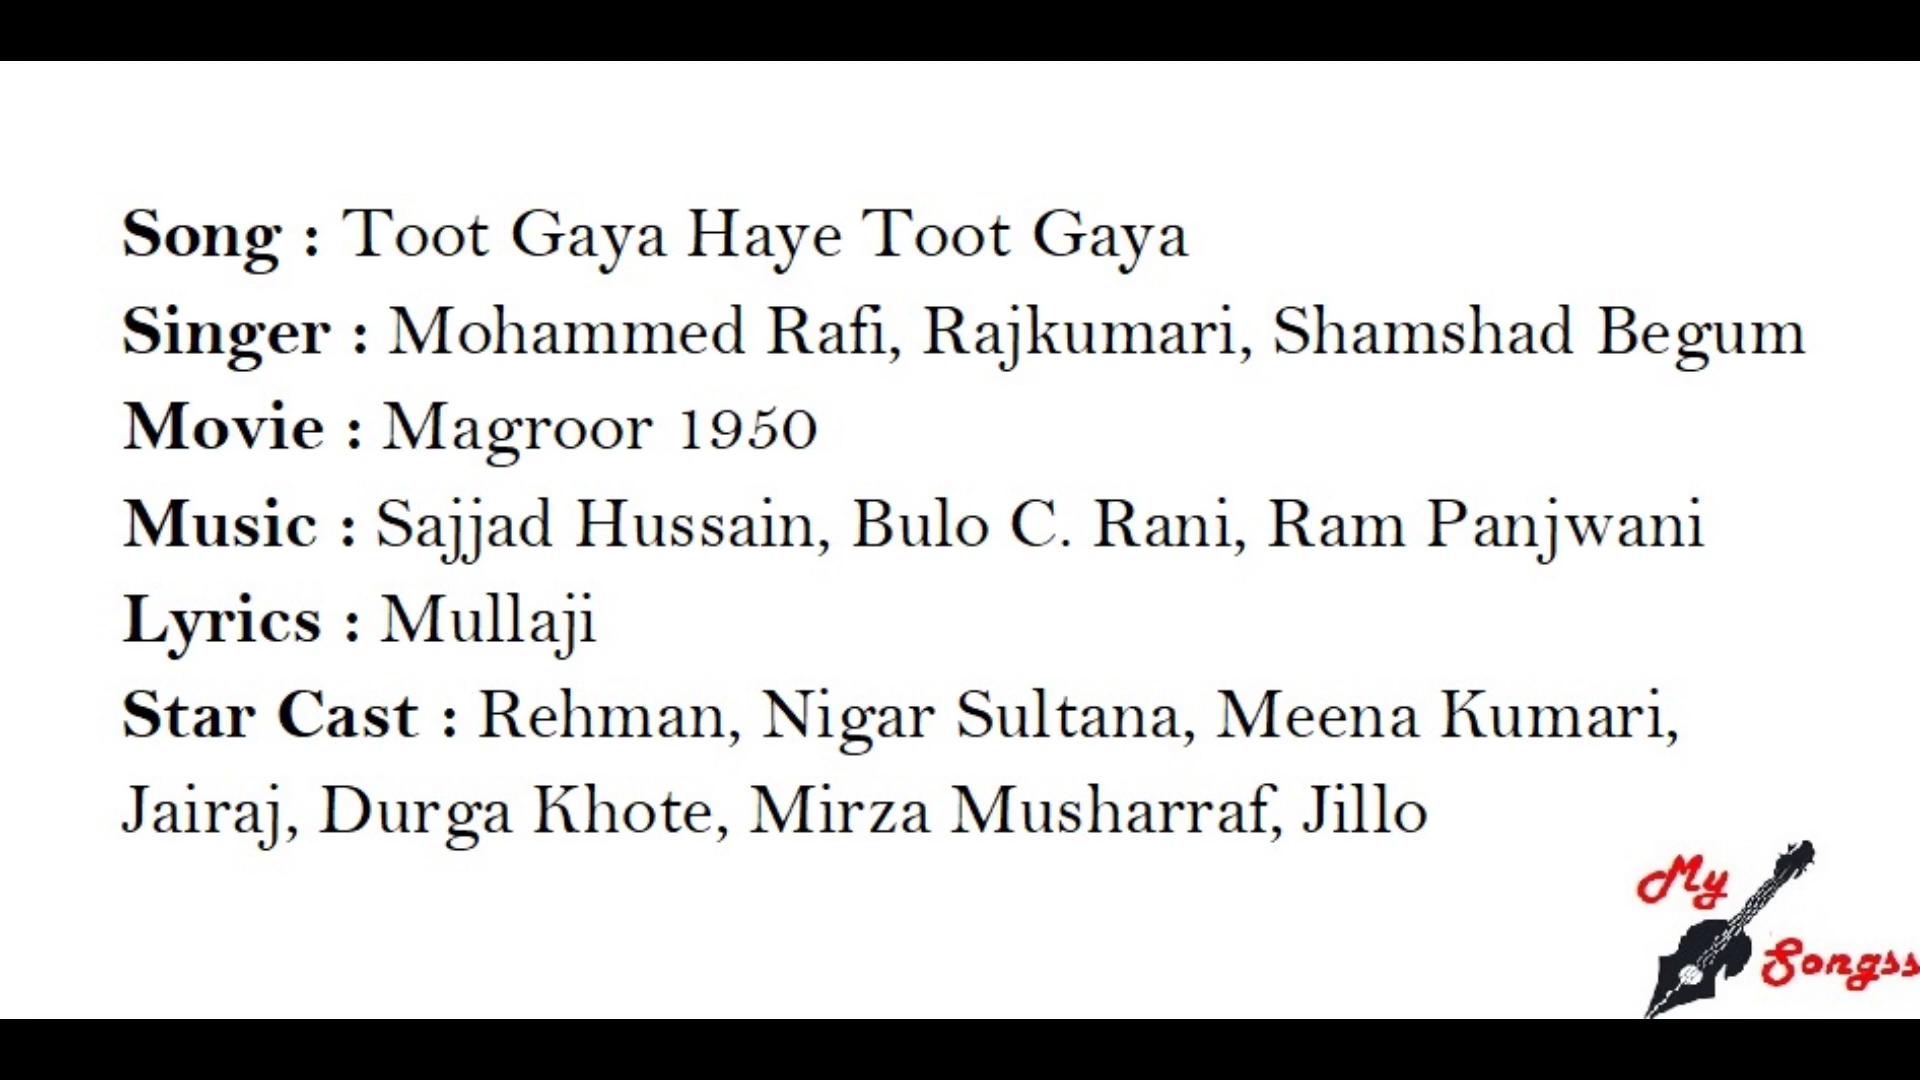 Song : Toot Gaya Haye Toot Gaya
Singer : Mohammed Rafi, Rajkumari, Shamshad Begum
Movie : Magroor 1950
Music : Sajjad Hussain, Bulo C. Rani, Ram Panjwani
Lyrics : Mullaji
Star Cast : Rehman, Nigar Sultana, Meena Kumari,
Jairaj, Durga Khote, Mirza Musharraf, Jillo
My
Songss